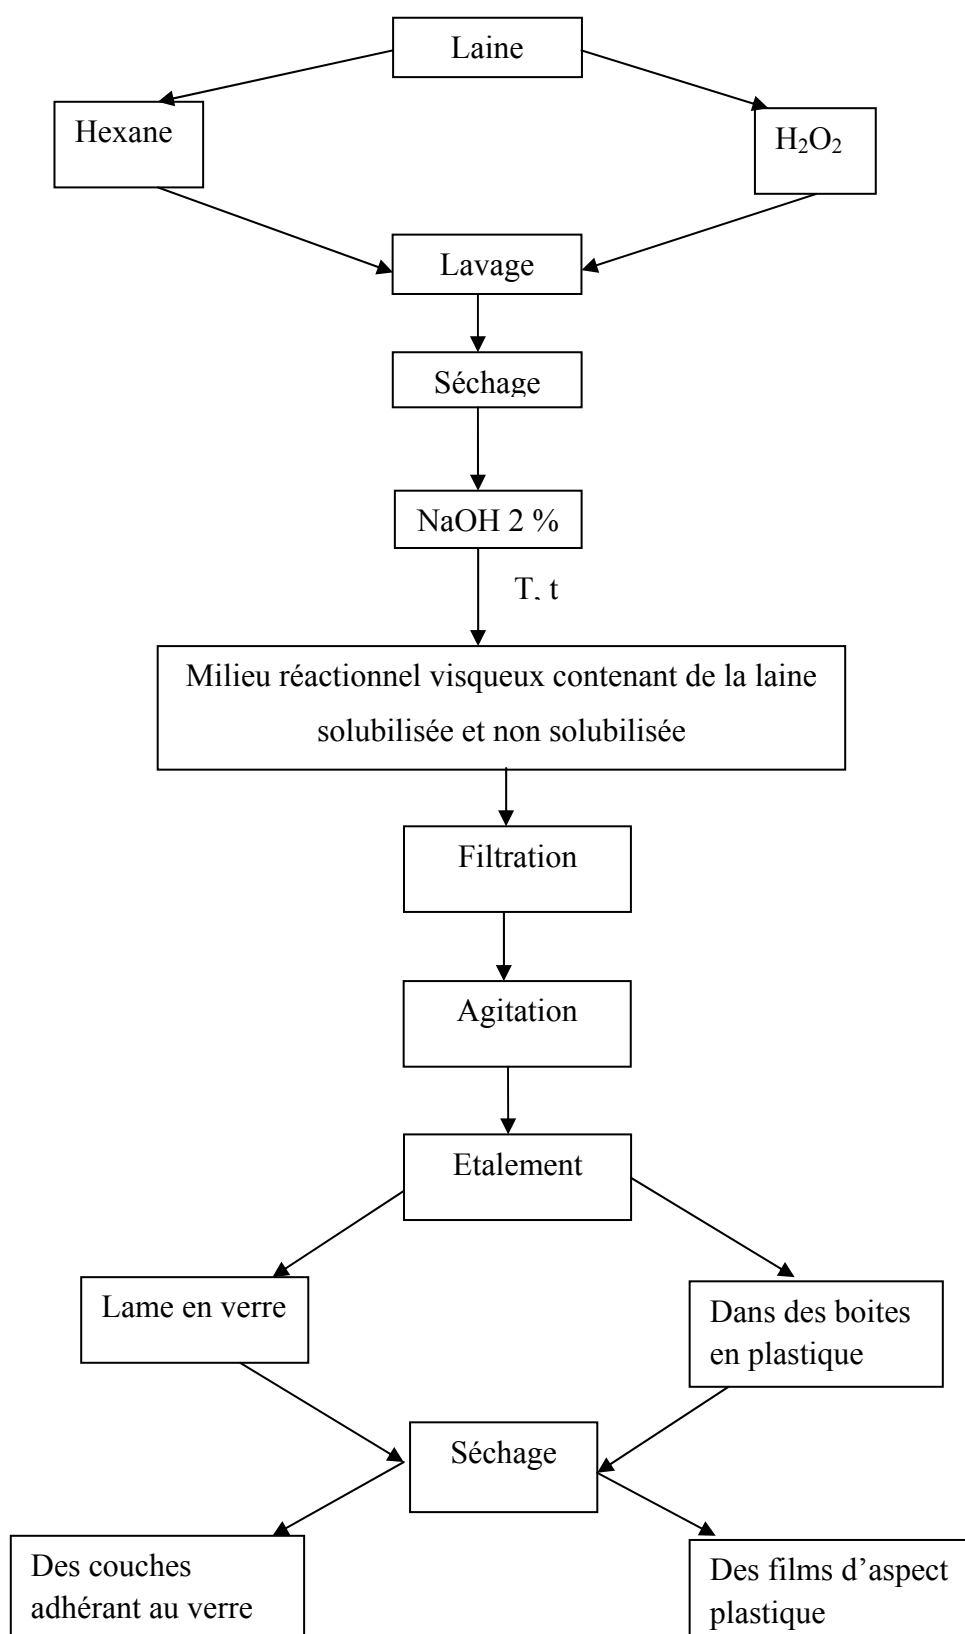 Laine
Hexane
H₂O₂
Lavage
Séchage
NaOH 2 %
T, t
Milieu réactionnel visqueux contenant de la laine
solubilisée et non solubilisée
Filtration
Agitation
Etalement
Lame en verre
Dans des boites
en plastique
Séchage
Des couches
adhérant au verre
Des films d’aspect
plastique